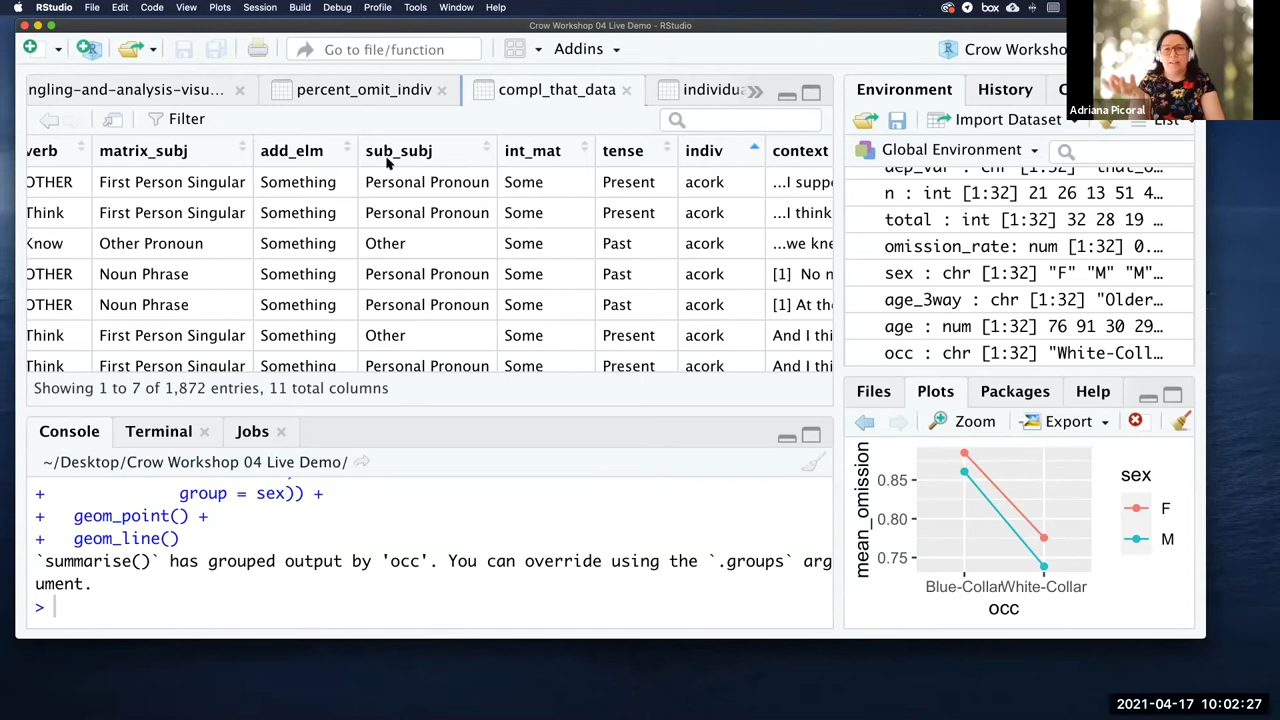 RStudio File Edit Code View Plots Session Build Debug Profile Tools Window Help
box
Crow Workshop 04 Live Demo - RStudio
Go to file/function
Addins
Crow Worksho
ngling-and-analysis-visu...
percent_omit_indiv
compl_that_data
individu
Filter
verb matrix_subj add_elm sub_subj int_mat tense indiv context
OTHER First Person Singular Something Personal Pronoun Some Present acork ...I suppo
Think First Person Singular Something Personal Pronoun Some Present acork ...I think
Know Other Pronoun Something Other Some Past acork ...we kne
OTHER Noun Phrase Something Personal Pronoun Some Past acork [1] No m
OTHER Noun Phrase Something Personal Pronoun Some Past acork [1] At the
Think First Person Singular Something Other Some Present acork And I thi
Think First Person Singular Something Personal Pronoun Some Present acork And I thi
Showing 1 to 7 of 1,872 entries, 11 total columns
Console Terminal Jobs
~/Desktop/Crow Workshop 04 Live Demo/
+ group = sex)) +
+ geom_point() +
+ geom_line()
`summarise()` has grouped output by 'occ'. You can override using the `.groups` arg
ument.
>
Environment History C
Adriana Picoral
Import Dataset
List
Global Environment
dep_var : chr [1:32] "that_o...
n : int [1:32] 21 26 13 51 4...
total : int [1:32] 32 28 19 ...
omission_rate: num [1:32] 0....
sex : chr [1:32] "F" "M" "M"...
age_3way : chr [1:32] "Older...
age : num [1:32] 76 91 30 29...
occ : chr [1:32] "White-Coll...
Files Plots Packages Help
Zoom Export
mean_omission
0.85
0.80
0.75
Blue-Collar White-Collar
occ
sex
F
M
2021-04-17 10:02:27